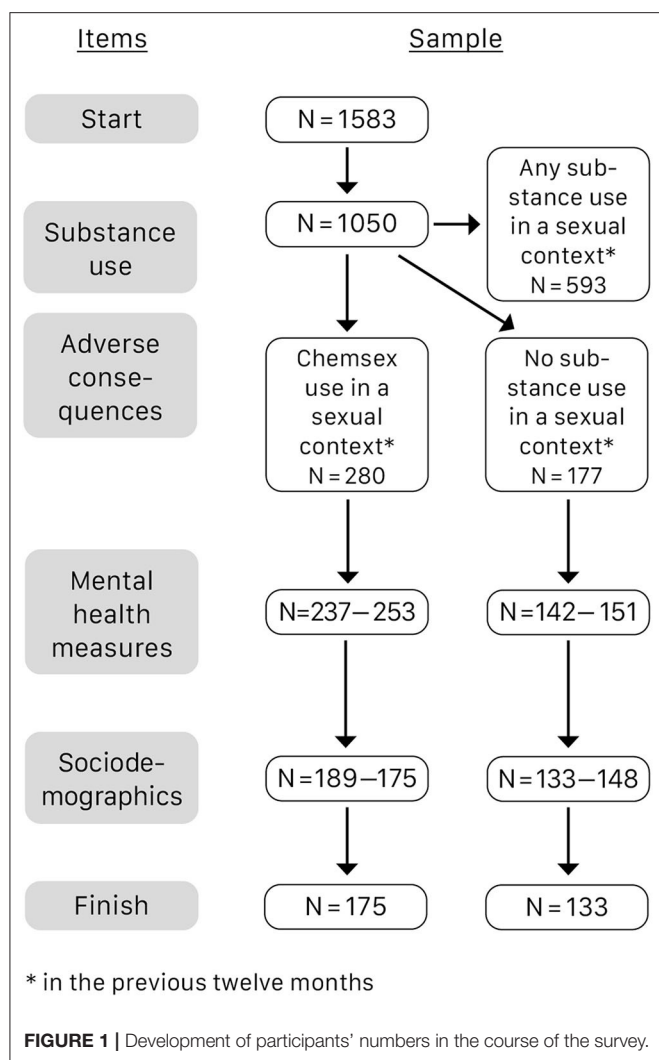 Items
Sample
Start
N = 1583
Substance
use
N = 1050
Any sub-
stance use
in a sexual
context*
N = 593
Adverse
conse-
quences
Chemsex
use in a
sexual
context*
N = 280
No sub-
stance use
in a sexual
context*
N = 177
Mental
health
measures
N=237–253
N=142–151
Sociode-
mographics
N=189–175
N=133–148
Finish
N = 175
N = 133
* in the previous twelve months
FIGURE 1 | Development of participants' numbers in the course of the survey.